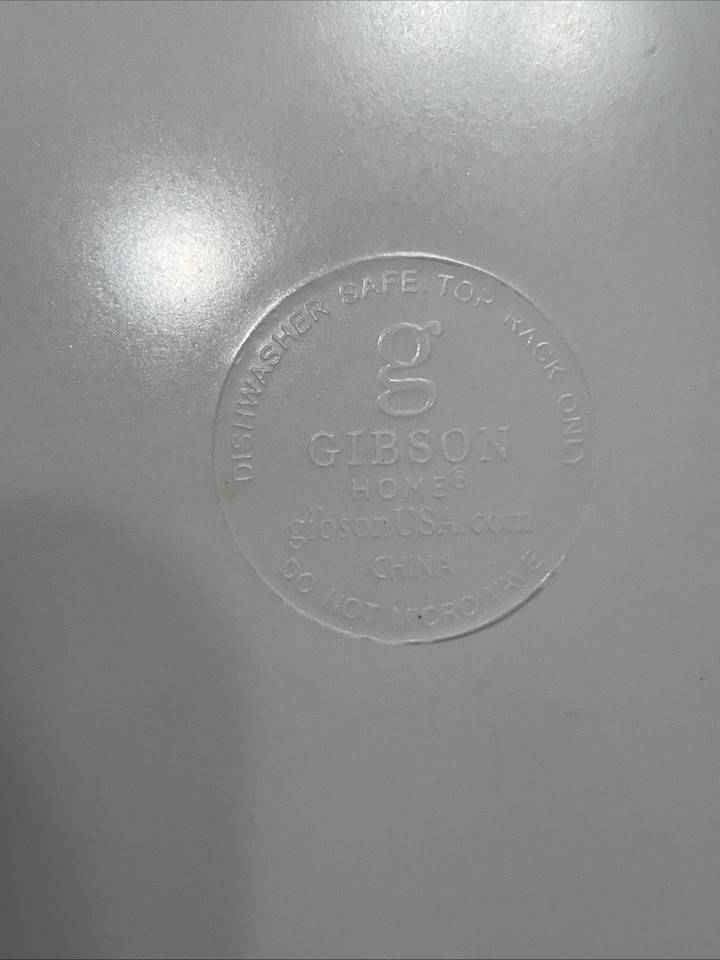 DISHWASHER SAFE. TOP RACK ONLY
g
GIBSON
HOME®
gibsonUSA.com
CHINA
DO NOT MICROWAVE